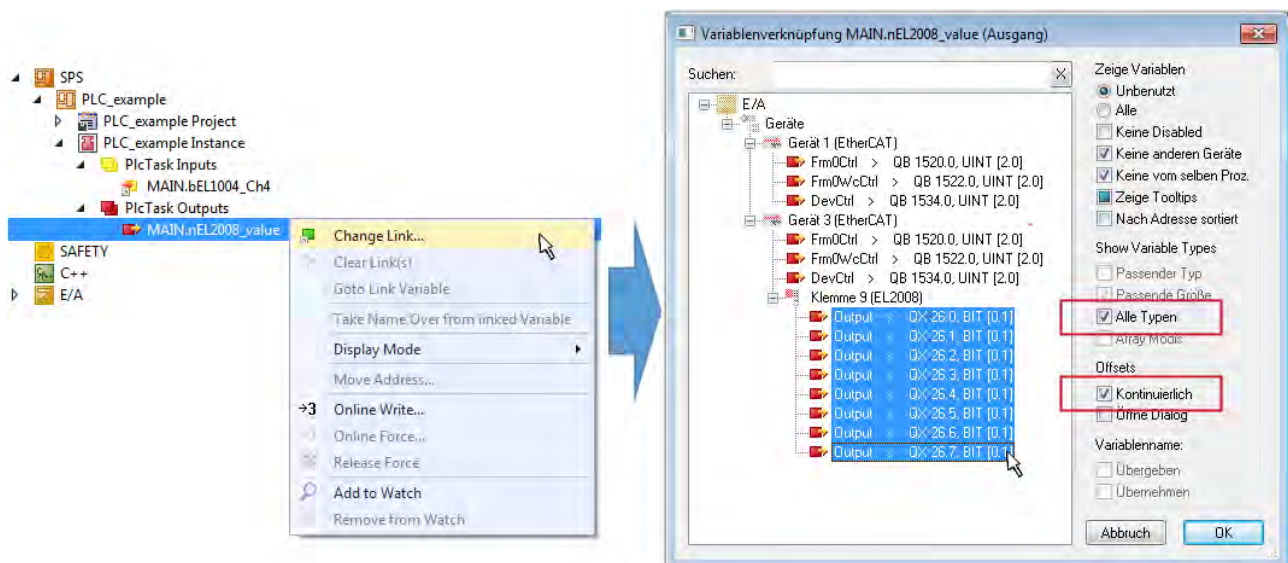 SPS
PLC_example
PLC_example Project
PLC_example Instance
PlcTask Inputs
MAIN.bEL1004_Ch4
PlcTask Outputs
MAIN.nEL2008_value
SAFETY
C++
E/A
Change Link...
Clear Link(s)
Goto Link Variable
Take Name Over from linked Variable
Display Mode
Move Address...
→3 Online Write...
Online Force...
Release Force
Add to Watch
Remove from Watch
Variablenverknüpfung MAIN.nEL2008_value (Ausgang)
Suchen:
E/A
Geräte
Gerät 1 (EtherCAT)
Frm0Ctrl > QB 1520.0, UINT [2.0]
Frm0WcCtrl > QB 1522.0, UINT [2.0]
DevCtrl > QB 1534.0, UINT [2.0]
Gerät 3 (EtherCAT)
Frm0Ctrl > QB 1520.0, UINT [2.0]
Frm0WcCtrl > QB 1522.0, UINT [2.0]
DevCtrl > QB 1534.0, UINT [2.0]
Klemme 9 (EL2008)
Output > QX 26.0, BIT [0.1]
Output > QX 26.1, BIT [0.1]
Output > QX 26.2, BIT [0.1]
Output > QX 26.3, BIT [0.1]
Output > QX 26.4, BIT [0.1]
Output > QX 26.5, BIT [0.1]
Output > QX 26.6, BIT [0.1]
Output > QX 26.7, BIT [0.1]
Zeige Variablen
Unbenutzt
Alle
Keine Disabled
Keine anderen Geräte
Keine vom selben Proz.
Zeige Tooltips
Nach Adresse sortiert
Show Variable Types
Passender Typ
Passende Größe
Alle Typen
Array Modis
Offsets
Kontinuierlich
Öffne Dialog
Variablenname:
Übergeben
Übernehmen
Abbruch
OK